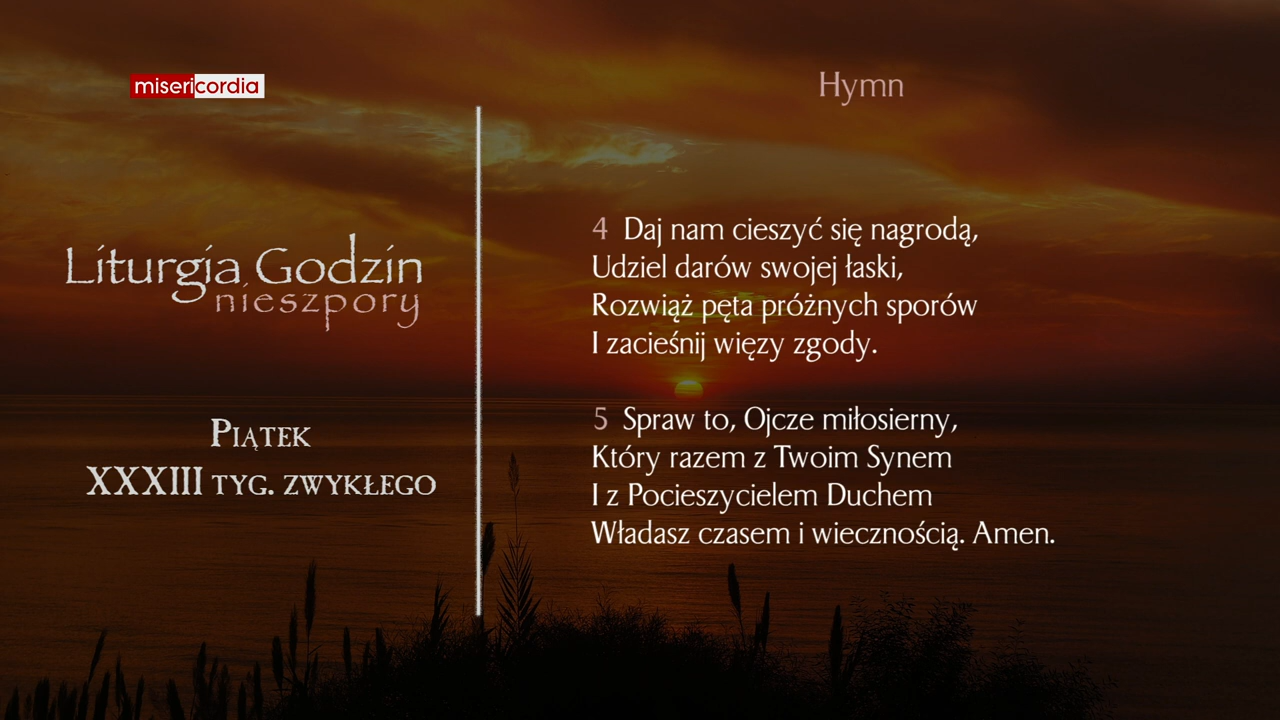 misericordia
Hymn
Liturgia Godzin
nieszpory
Piątek
XXXIII tyg. zwykłego
4 Daj nam cieszyć się nagrodą,
Udziel darów swojej łaski,
Rozwiąż pęta próżnych sporów
I zacieśnij więzy zgody.
5 Spraw to, Ojcze miłosierny,
Który razem z Twoim Synem
I z Pocieszycielem Duchem
Władasz czasem i wiecznością. Amen.